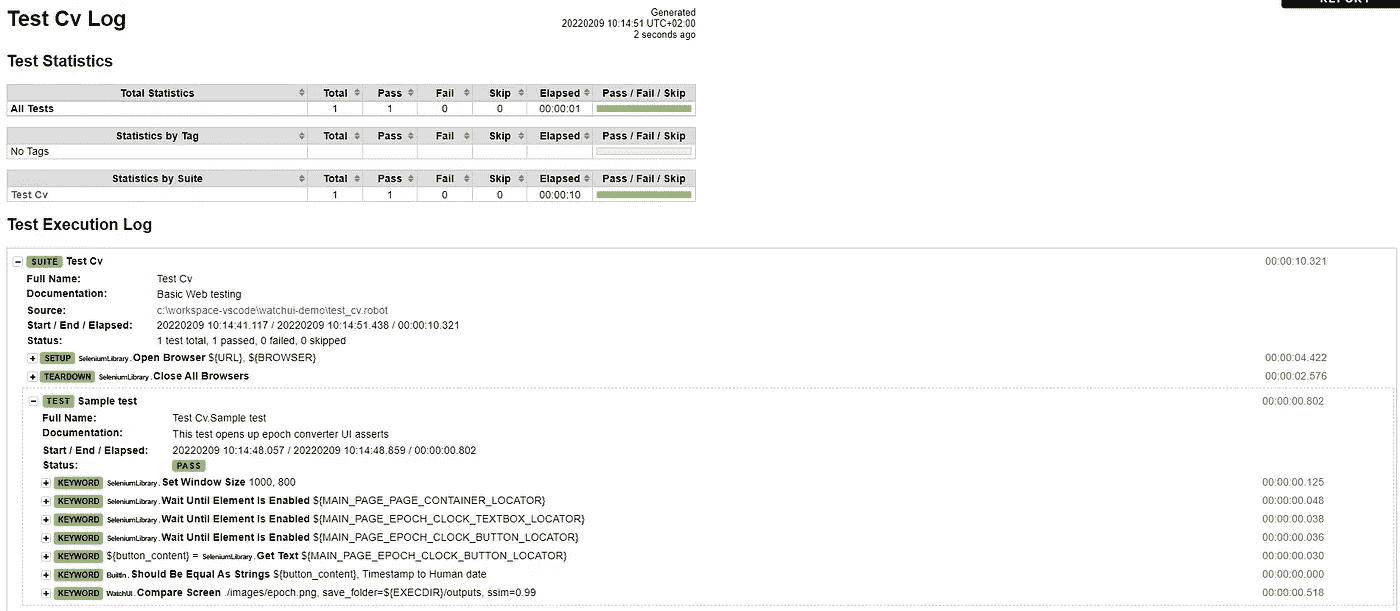 REPORT
Test Cv Log
Generated
20220209 10:14:51 UTC+02:00
2 seconds ago
Test Statistics
Total Statistics Total Pass Fail Skip Elapsed Pass / Fail / Skip
All Tests 1 1 0 0 00:00:01
Statistics by Tag Total Pass Fail Skip Elapsed Pass / Fail / Skip
No Tags
Statistics by Suite Total Pass Fail Skip Elapsed Pass / Fail / Skip
Test Cv 1 1 0 0 00:00:10
Test Execution Log
SUITE Test Cv 00:00:10.321
Full Name: Test Cv
Documentation: Basic Web testing
Source: c:\workspace-vscode\watchui-demo\test_cv.robot
Start / End / Elapsed: 20220209 10:14:41.117 / 20220209 10:14:51.438 / 00:00:10.321
Status: 1 test total, 1 passed, 0 failed, 0 skipped
SETUP SeleniumLibrary.Open Browser ${URL}, ${BROWSER} 00:00:04.422
TEARDOWN SeleniumLibrary.Close All Browsers 00:00:02.576
TEST Sample test 00:00:00.802
Full Name: Test Cv.Sample test
Documentation: This test opens up epoch converter UI asserts
Start / End / Elapsed: 20220209 10:14:48.057 / 20220209 10:14:48.859 / 00:00:00.802
Status: PASS
KEYWORD SeleniumLibrary.Set Window Size 1000, 800 00:00:00.125
KEYWORD SeleniumLibrary.Wait Until Element Is Enabled ${MAIN_PAGE_PAGE_CONTAINER_LOCATOR} 00:00:00.048
KEYWORD SeleniumLibrary.Wait Until Element Is Enabled ${MAIN_PAGE_EPOCH_CLOCK_TEXTBOX_LOCATOR} 00:00:00.038
KEYWORD SeleniumLibrary.Wait Until Element Is Enabled ${MAIN_PAGE_EPOCH_CLOCK_BUTTON_LOCATOR} 00:00:00.036
KEYWORD ${button_content} = SeleniumLibrary.Get Text ${MAIN_PAGE_EPOCH_CLOCK_BUTTON_LOCATOR} 00:00:00.030
KEYWORD BuiltIn.Should Be Equal As Strings ${button_content}, Timestamp to Human date 00:00:00.000
KEYWORD WatchUI.Compare Screen ./images/epoch.png, save_folder=${EXECDIR}/outputs, ssim=0.99 00:00:00.518